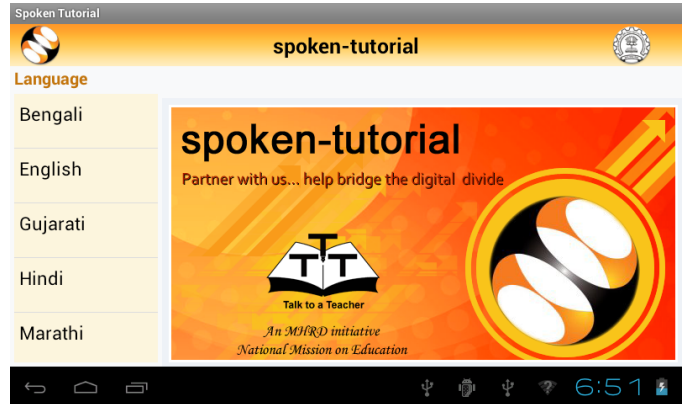 Spoken Tutorial
spoken-tutorial
Language
Bengali
English
Gujarati
Hindi
Marathi
spoken-tutorial
Partner with us... help bridge the digital divide
TTT
Talk to a Teacher
An MHRD initiative
National Mission on Education
6:51